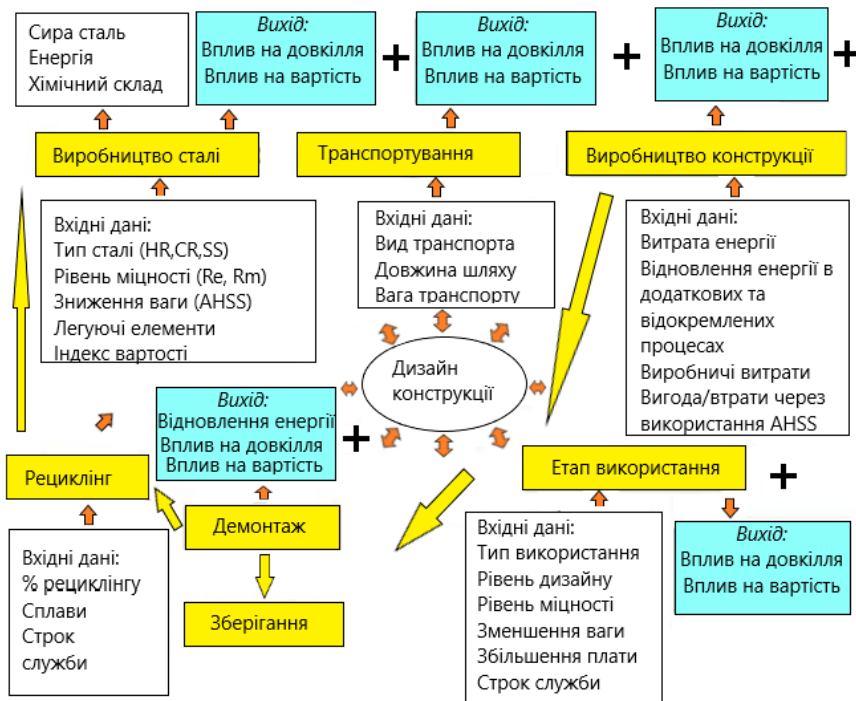 Сира сталь
Енергія
Хімічний склад
Вихід:
Вплив на довкілля
Вплив на вартість
+
Вихід:
Вплив на довкілля
Вплив на вартість
+
Вихід:
Вплив на довкілля
Вплив на вартість
+
Виробництво сталі
Транспортування
Виробництво конструкції
Вхідні дані:
Тип сталі (HR,CR,SS)
Рівень міцності (Re, Rm)
Зниження ваги (AHSS)
Легуючі елементи
Індекс вартості
Вхідні дані:
Вид транспорта
Довжина шляху
Вага транспорту
Вхідні дані:
Витрата енергії
Відновлення енергії в
додаткових та
відокремлених
процесах
Виробничі витрати
Вигода/втрати через
використання AHSS
Дизайн
конструкції
Вихід:
Відновлення енергії
Вплив на довкілля
Вплив на вартість
+
Рециклінг
Демонтаж
Зберігання
Вхідні дані:
% рециклінгу
Сплави
Строк
служби
Етап використання
+
Вхідні дані:
Тип використання
Рівень дизайну
Рівень міцності
Зменшення ваги
Збільшення плати
Строк служби
Вихід:
Вплив на довкілля
Вплив на вартість